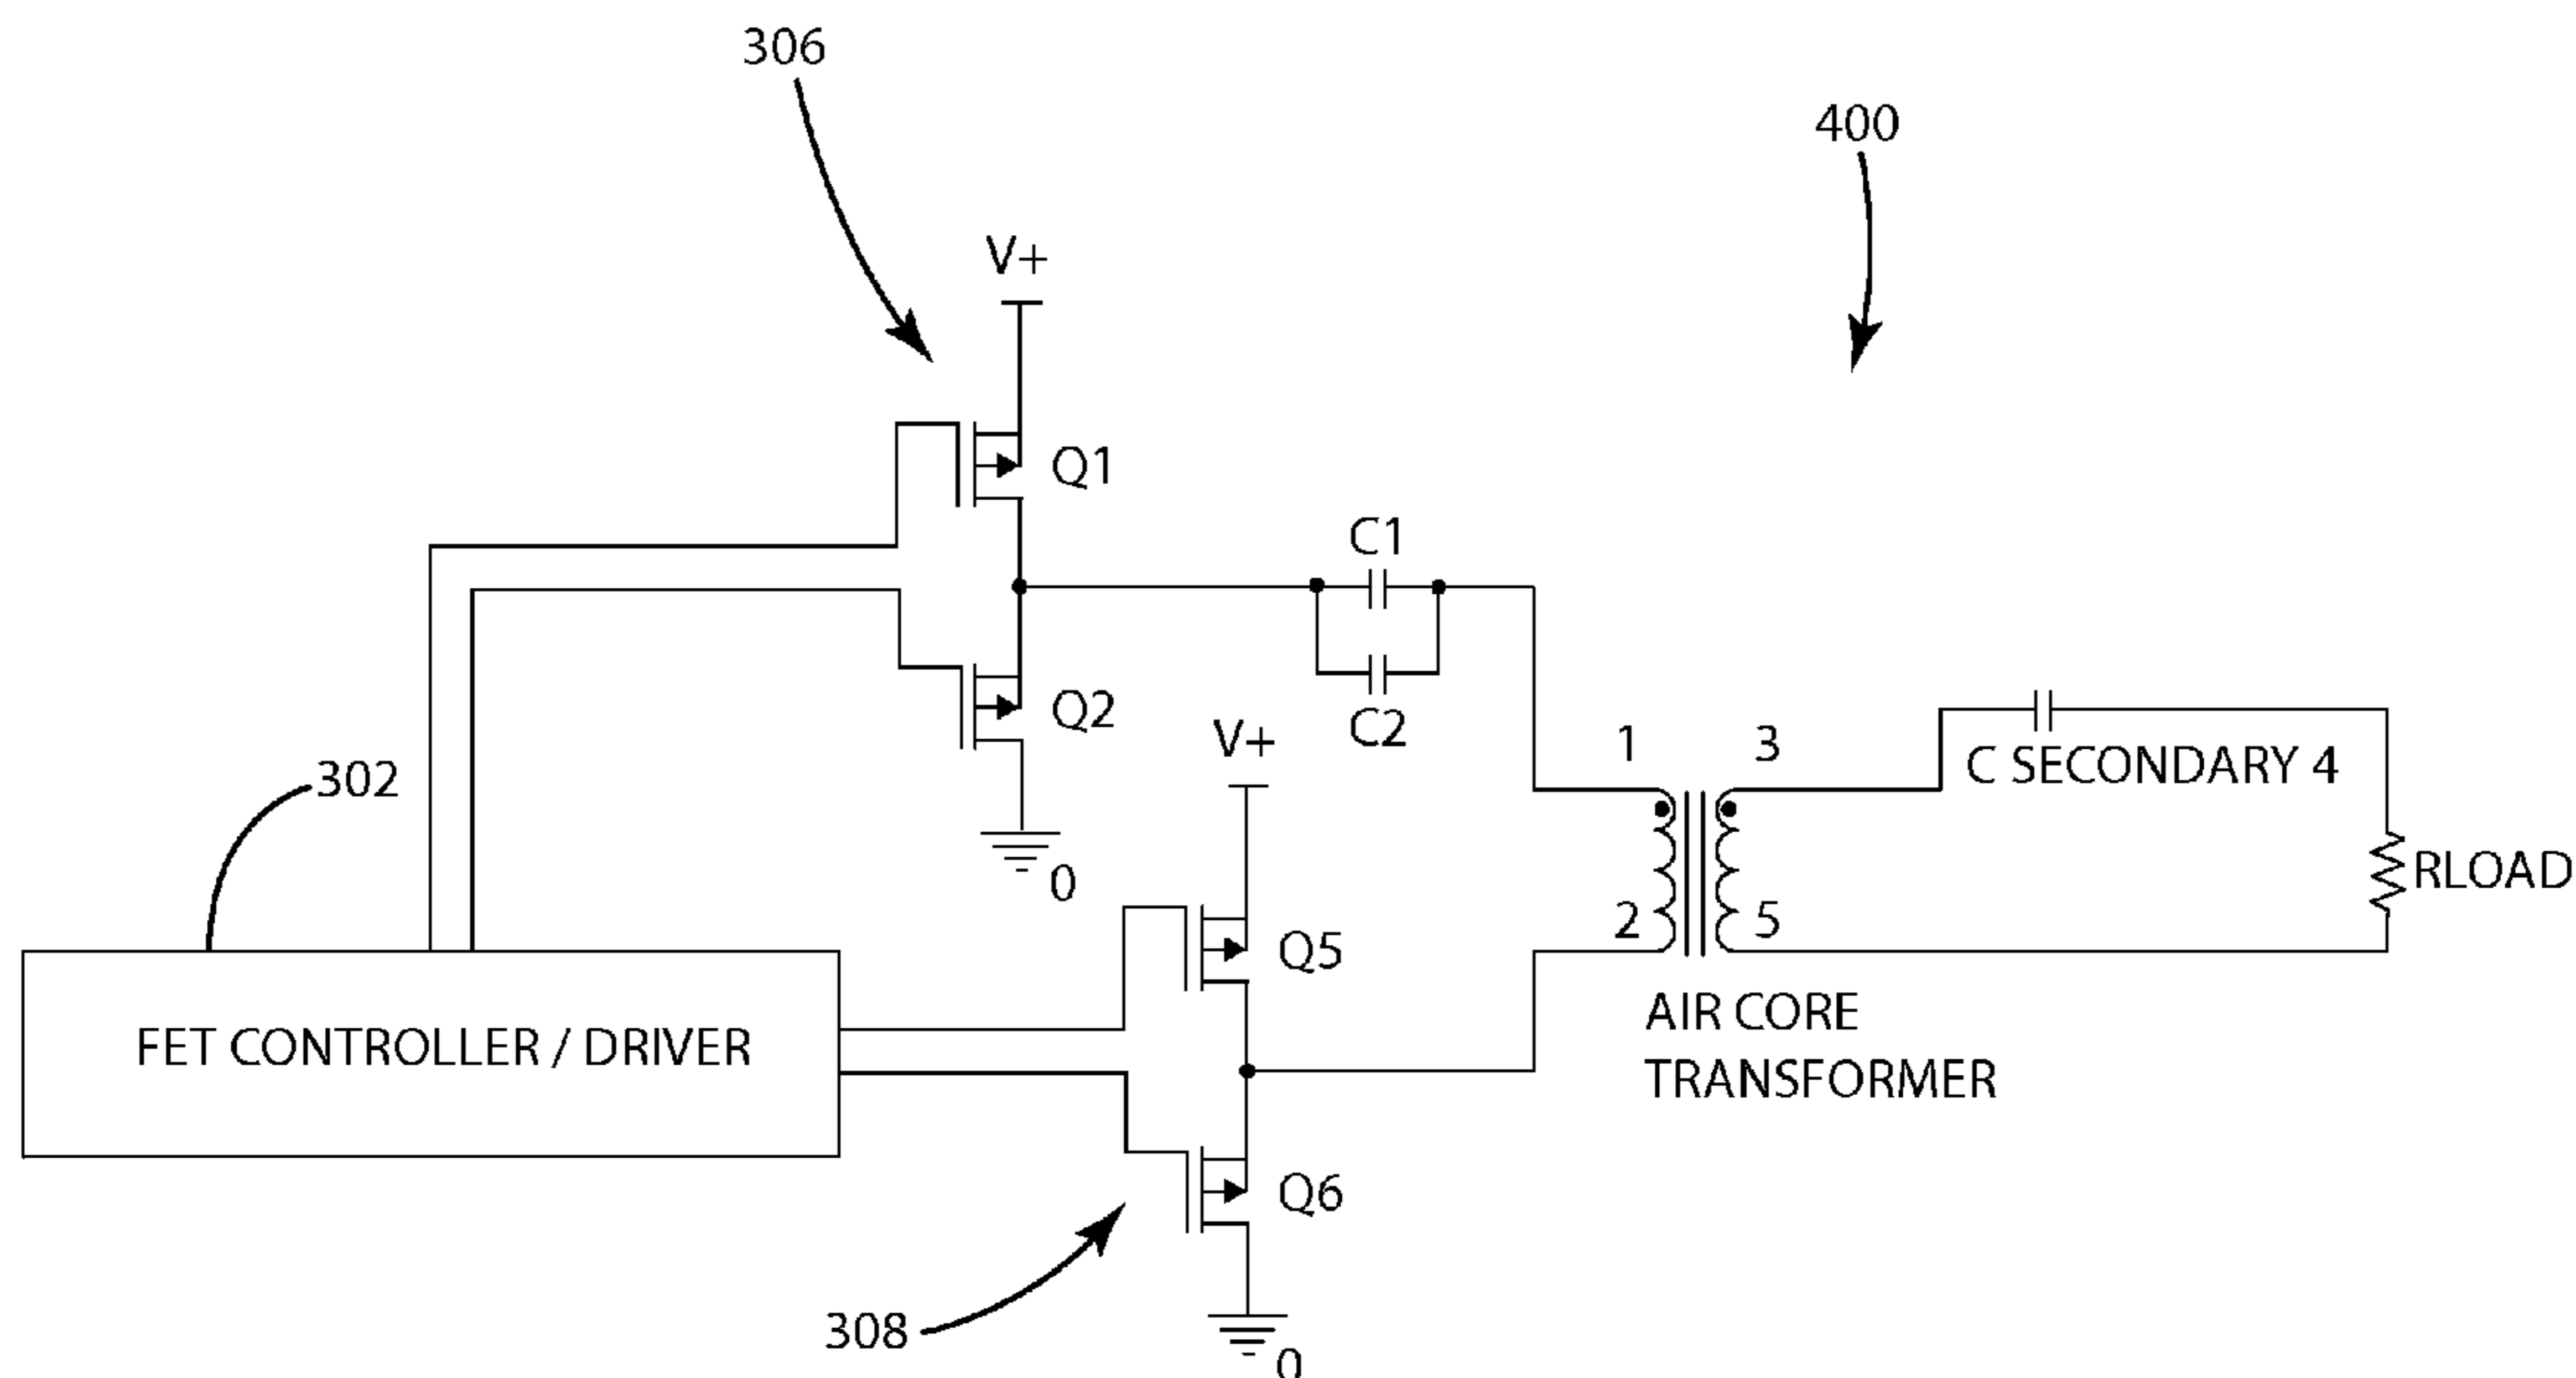 306
400
V+
Q1
C1
Q2
C2
V+
1
3
C SECONDARY 4
302
0
RLOAD
2
5
Q5
AIR CORE
TRANSFORMER
FET CONTROLLER / DRIVER
Q6
308
0